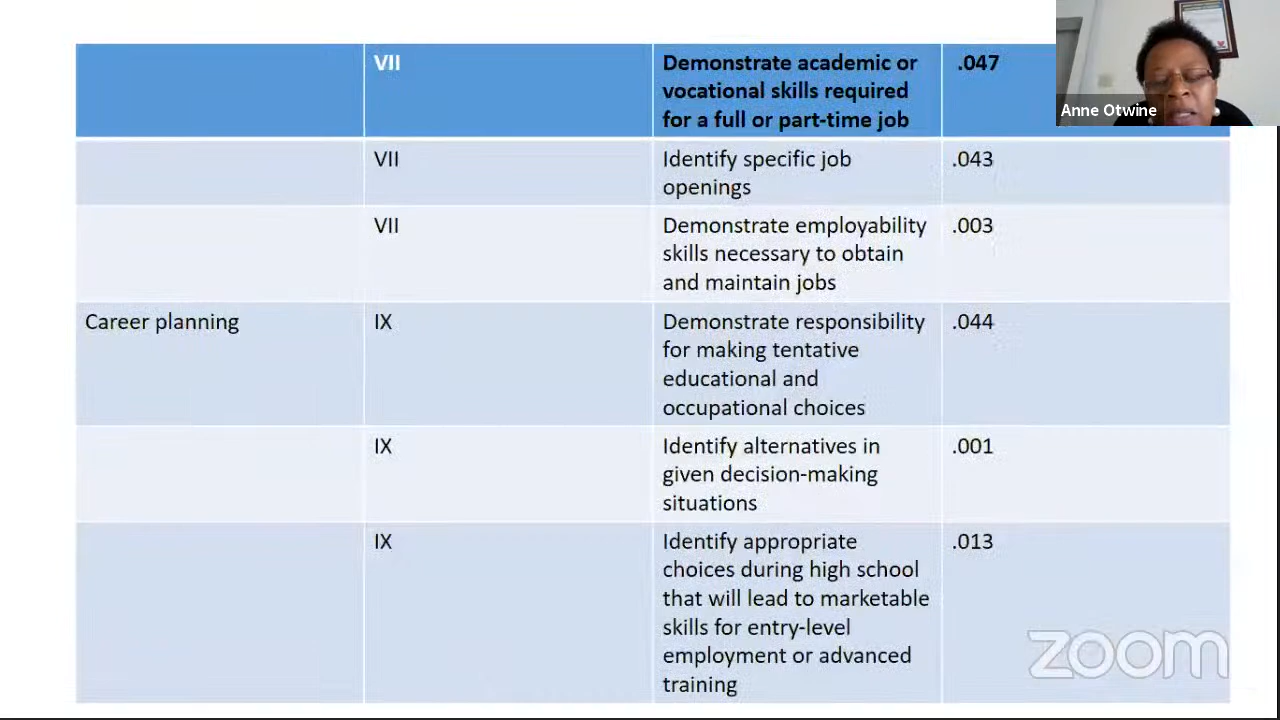 VII
Demonstrate academic or
vocational skills required
for a full or part-time job
.047
Anne Otwine
VII
Identify specific job
openings
.043
VII
Demonstrate employability
skills necessary to obtain
and maintain jobs
.003
Career planning
IX
Demonstrate responsibility
for making tentative
educational and
occupational choices
.044
IX
Identify alternatives in
given decision-making
situations
.001
IX
Identify appropriate
choices during high school
that will lead to marketable
skills for entry-level
employment or advanced
training
.013
zoom